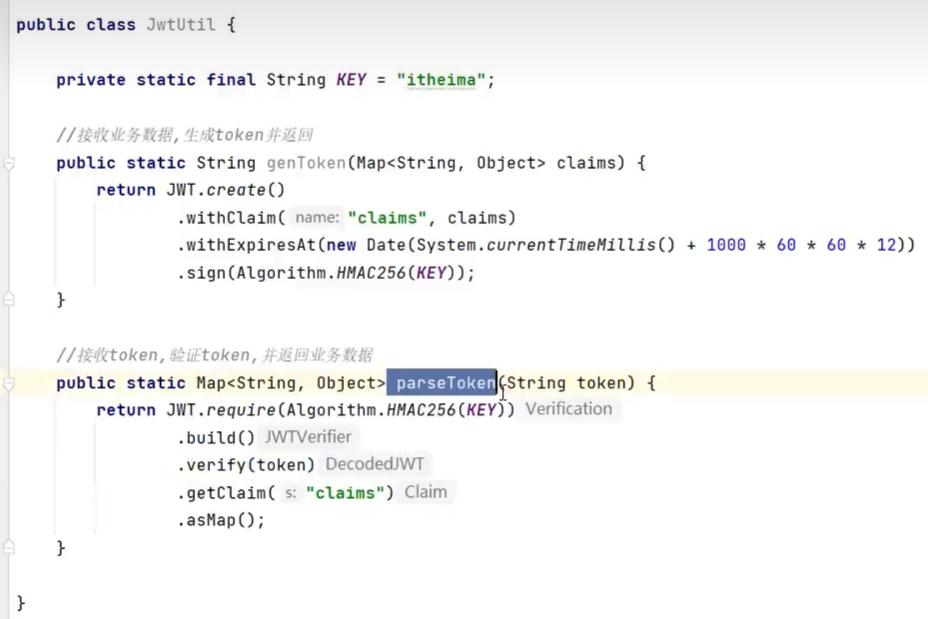 public class JwtUtil {
private static final String KEY = "itheima";
//接收业务数据,生成token并返回
public static String genToken(Map<String, Object> claims) {
return JWT.create()
.withClaim( name: "claims", claims)
.withExpiresAt(new Date(System.currentTimeMillis() + 1000 * 60 * 60 * 12))
.sign(Algorithm.HMAC256(KEY));
}
//接收token,验证token,并返回业务数据
public static Map<String, Object> parseToken(String token) {
return JWT.require(Algorithm.HMAC256(KEY)) Verification
.build() JWTVerifier
.verify(token) DecodedJWT
.getClaim( s: "claims") Claim
.asMap();
}
}